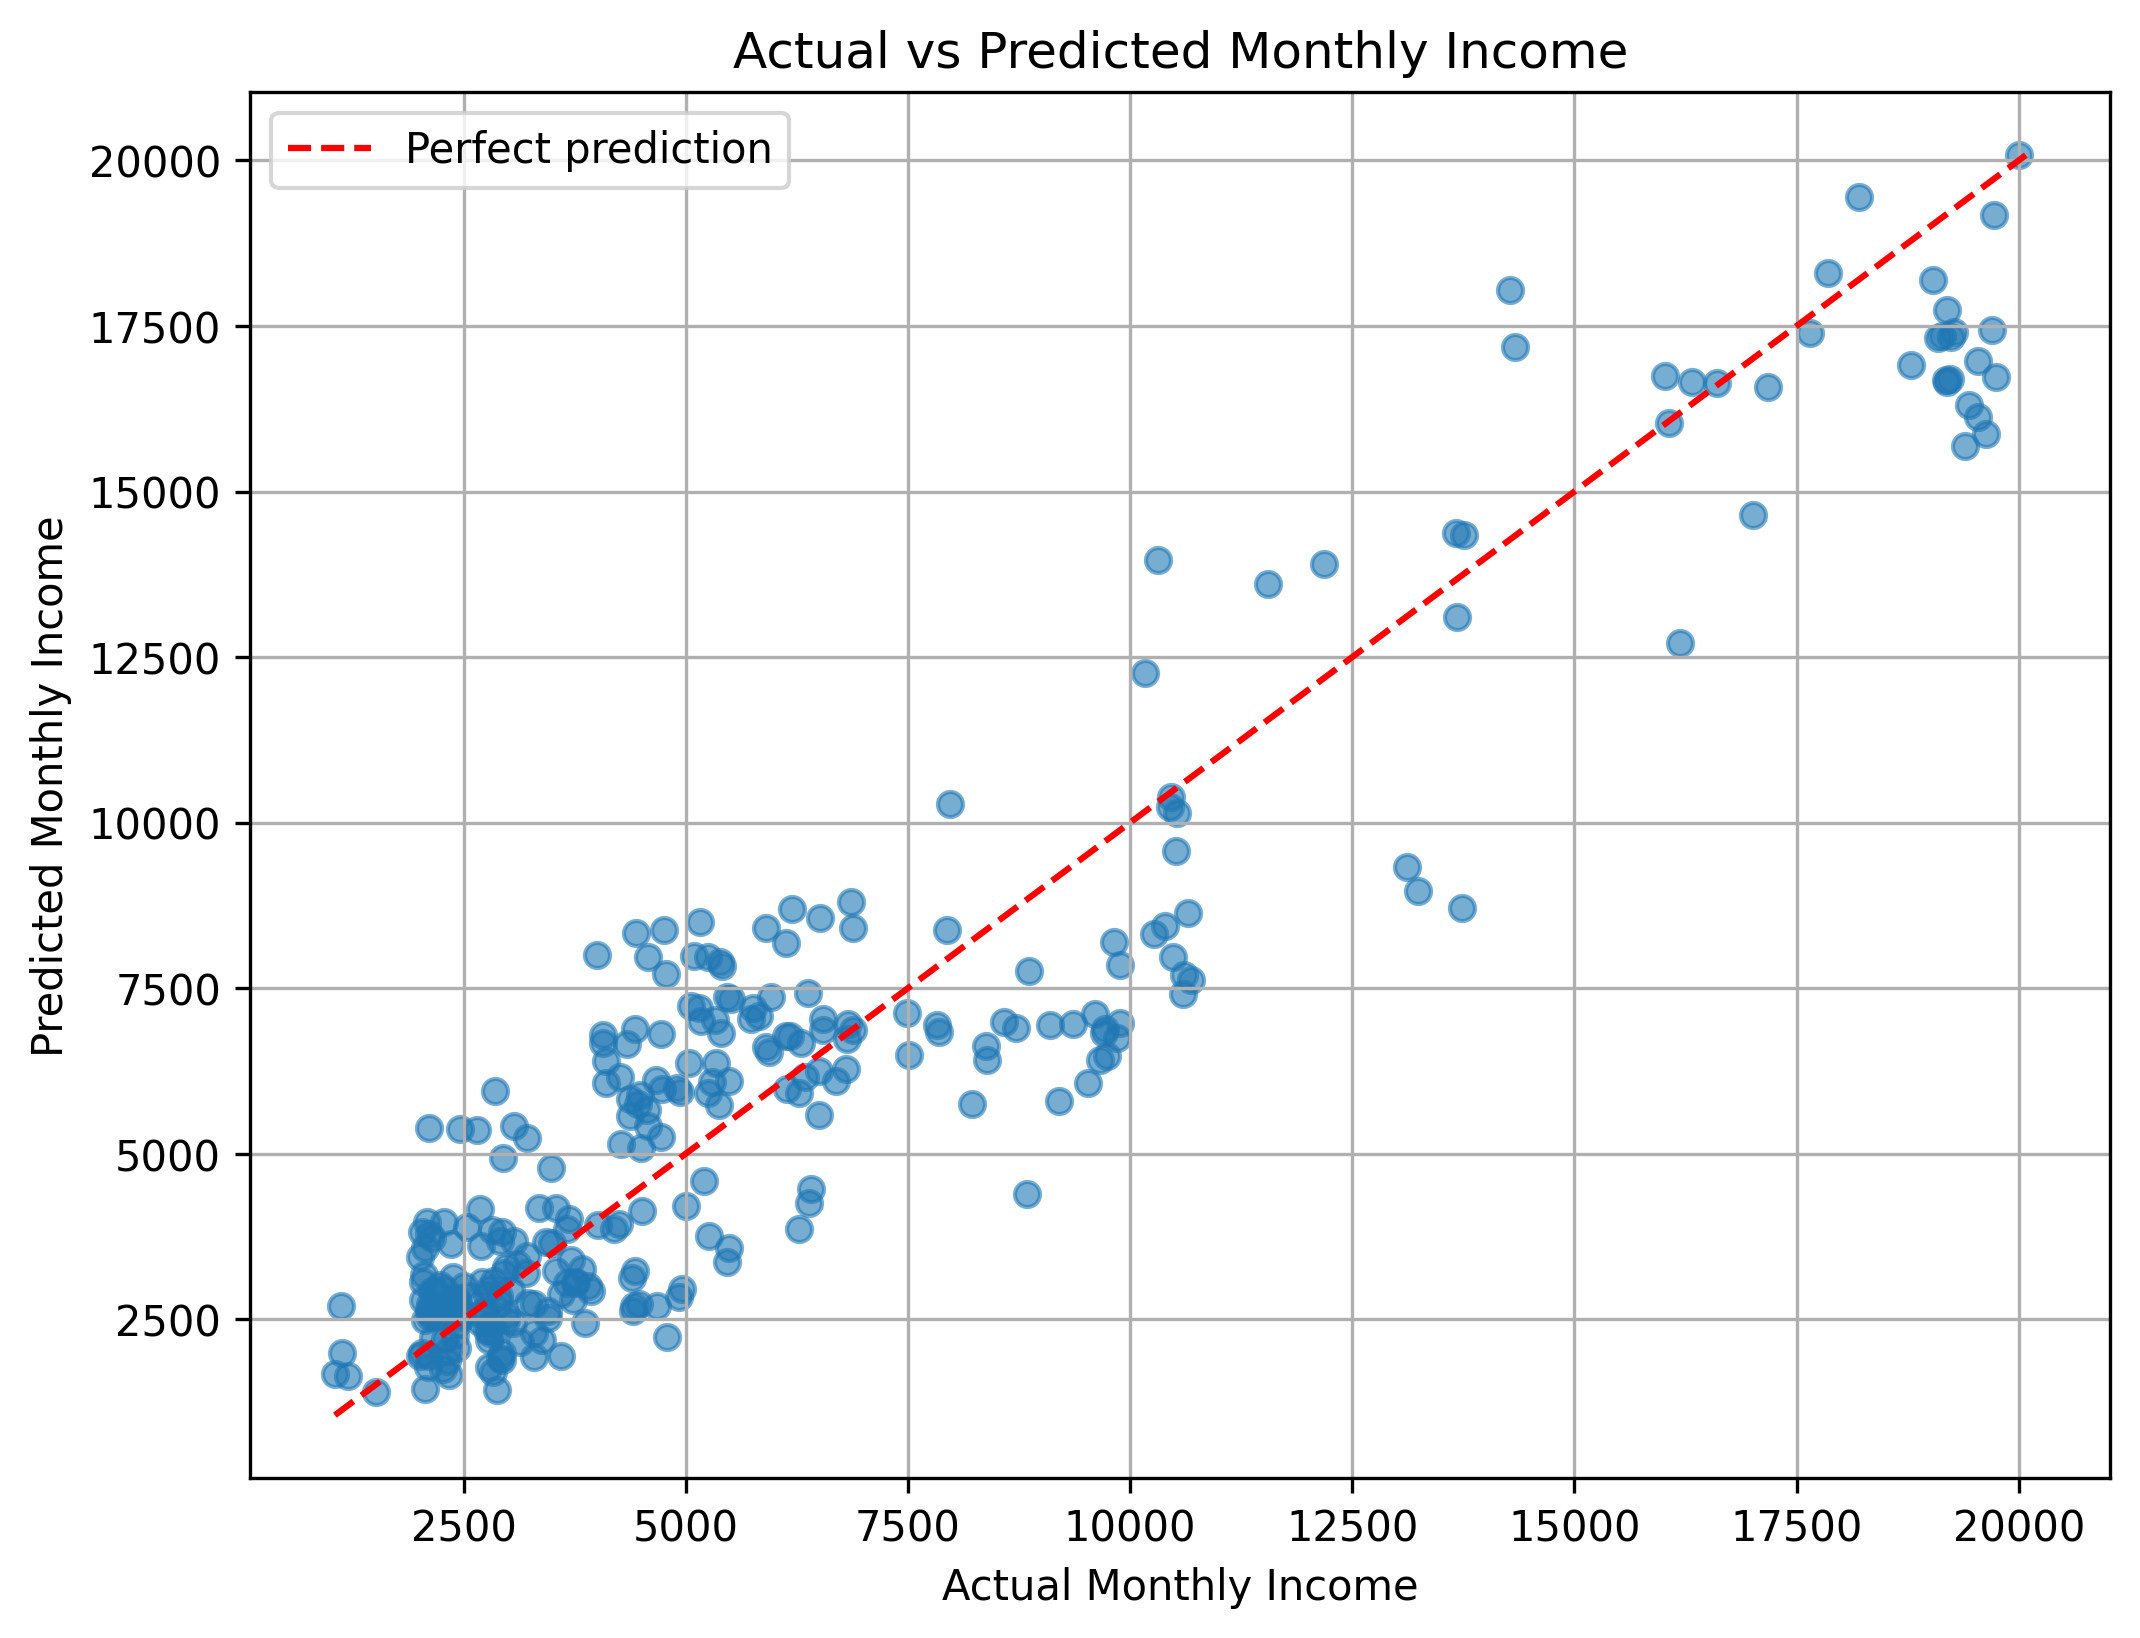 Actual vs Predicted Monthly Income
Perfect prediction
20000
17500
15000
12500
10000
7500
5000
2500
Predicted Monthly Income
2500 5000 7500 10000 12500 15000 17500 20000
Actual Monthly Income